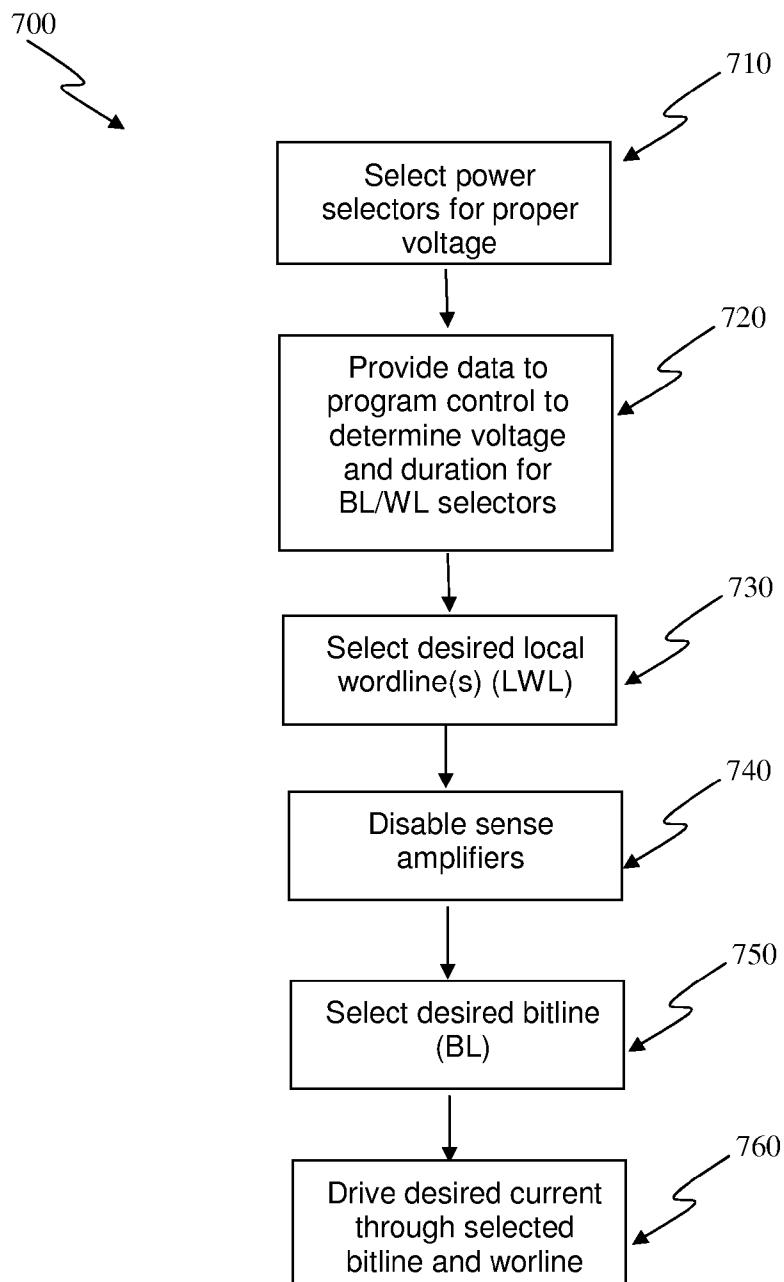 700
710
Select power
selectors for proper
voltage
720
Provide data to
program control to
determine voltage
and duration for
BL/WL selectors
730
Select desired local
wordline(s) (LWL)
740
Disable sense
amplifiers
750
Select desired bitline
(BL)
760
Drive desired current
through selected
bitline and worline